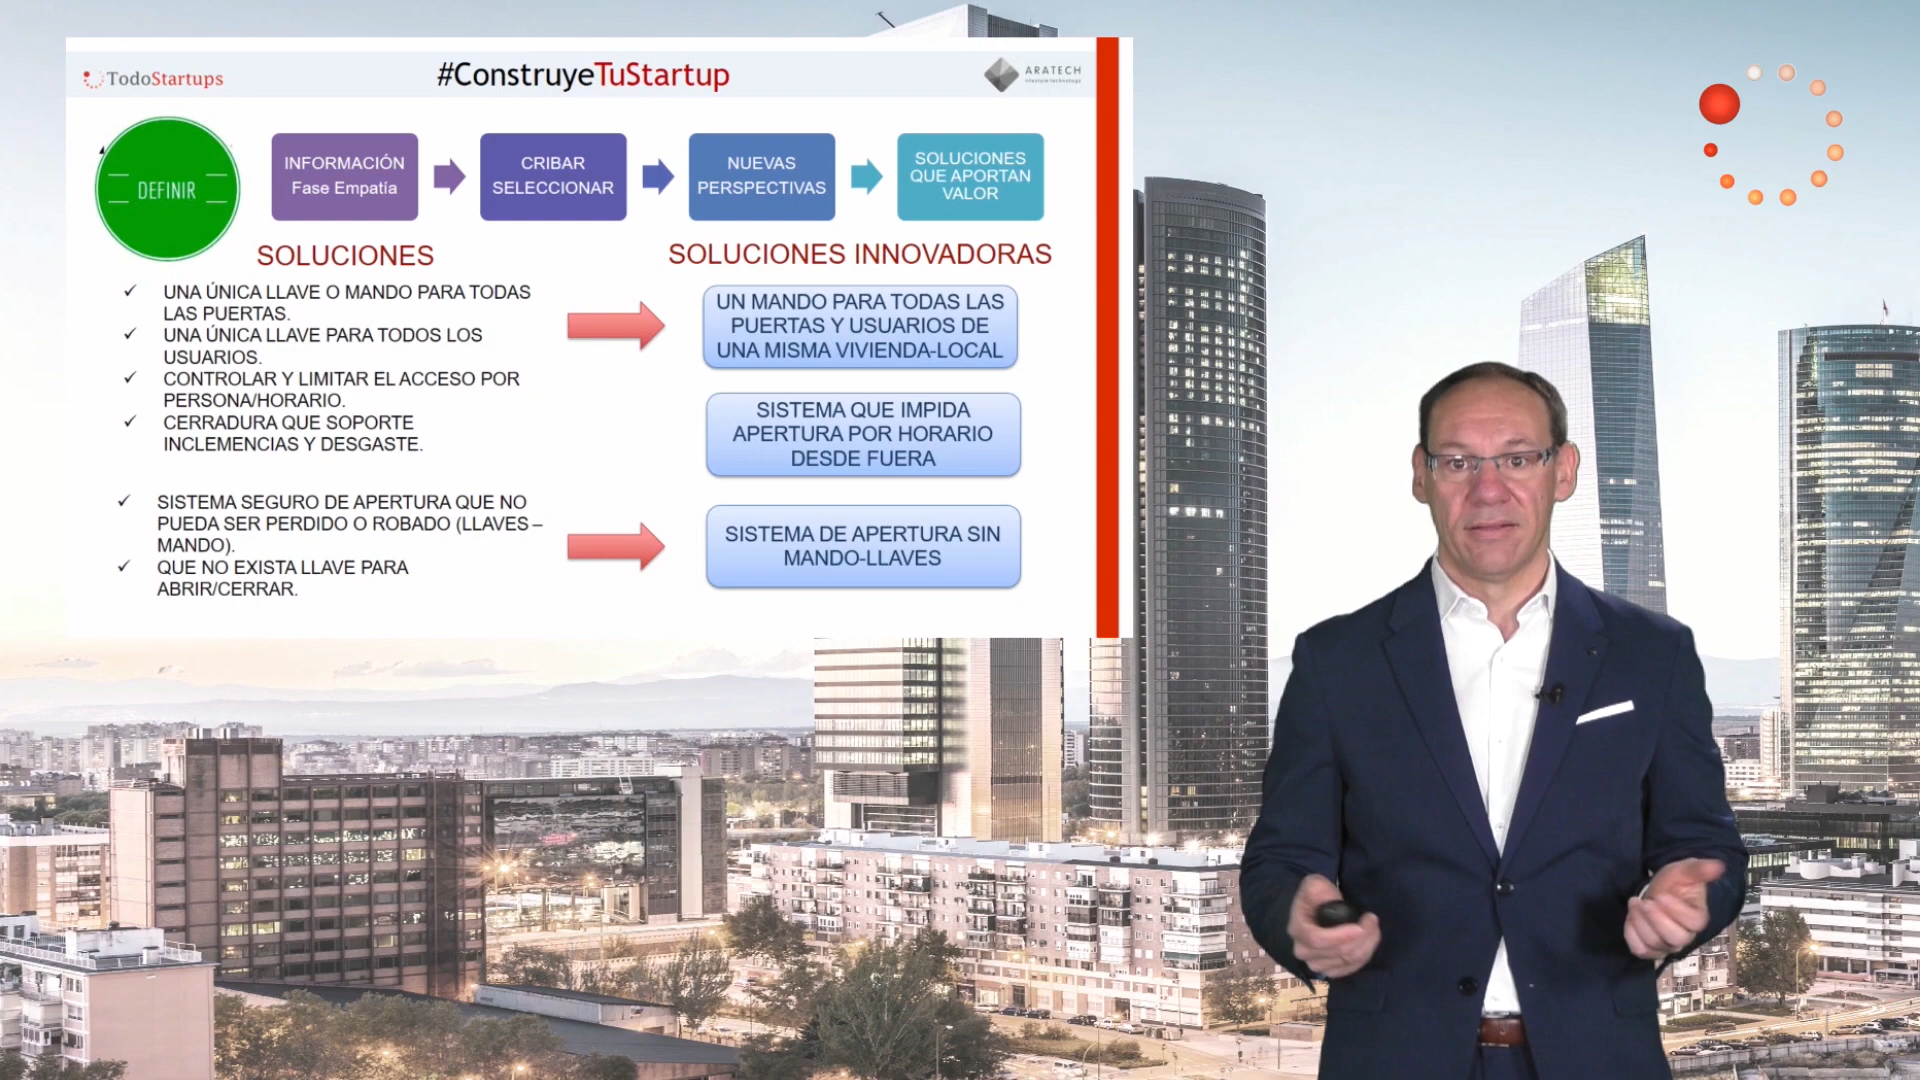 TodoStartups
#ConstruyeTuStartup
ARATECH
DEFINIR
INFORMACIÓN
Fase Empatía
CRIBAR
SELECCIONAR
NUEVAS
PERSPECTIVAS
SOLUCIONES
QUE APORTAN
VALOR
SOLUCIONES
✓ UNA ÚNICA LLAVE O MANDO PARA TODAS
LAS PUERTAS.
✓ UNA ÚNICA LLAVE PARA TODOS LOS
USUARIOS.
✓ CONTROLAR Y LIMITAR EL ACCESO POR
PERSONA/HORARIO.
✓ CERRADURA QUE SOPORTE
INCLEMENCIAS Y DESGASTE.
✓ SISTEMA SEGURO DE APERTURA QUE NO
PUEDA SER PERDIDO O ROBADO (LLAVES –
MANDO).
✓ QUE NO EXISTA LLAVE PARA
ABRIR/CERRAR.
SOLUCIONES INNOVADORAS
UN MANDO PARA TODAS LAS
PUERTAS Y USUARIOS DE
UNA MISMA VIVIENDA-LOCAL
SISTEMA QUE IMPIDA
APERTURA POR HORARIO
DESDE FUERA
SISTEMA DE APERTURA SIN
MANDO-LLAVES